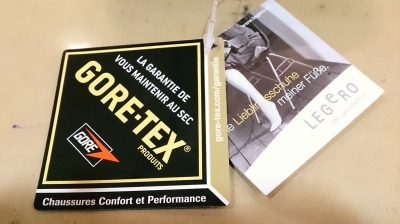 LA GARANTIE DE
VOUS MAINTENIR AU SEC
GORE-TEX®
PRODUITS
GORE
Chaussures Confort et Performance
gore-tex.com/garantie
Lieblingsschuhe
meiner Füße.
LEGERO